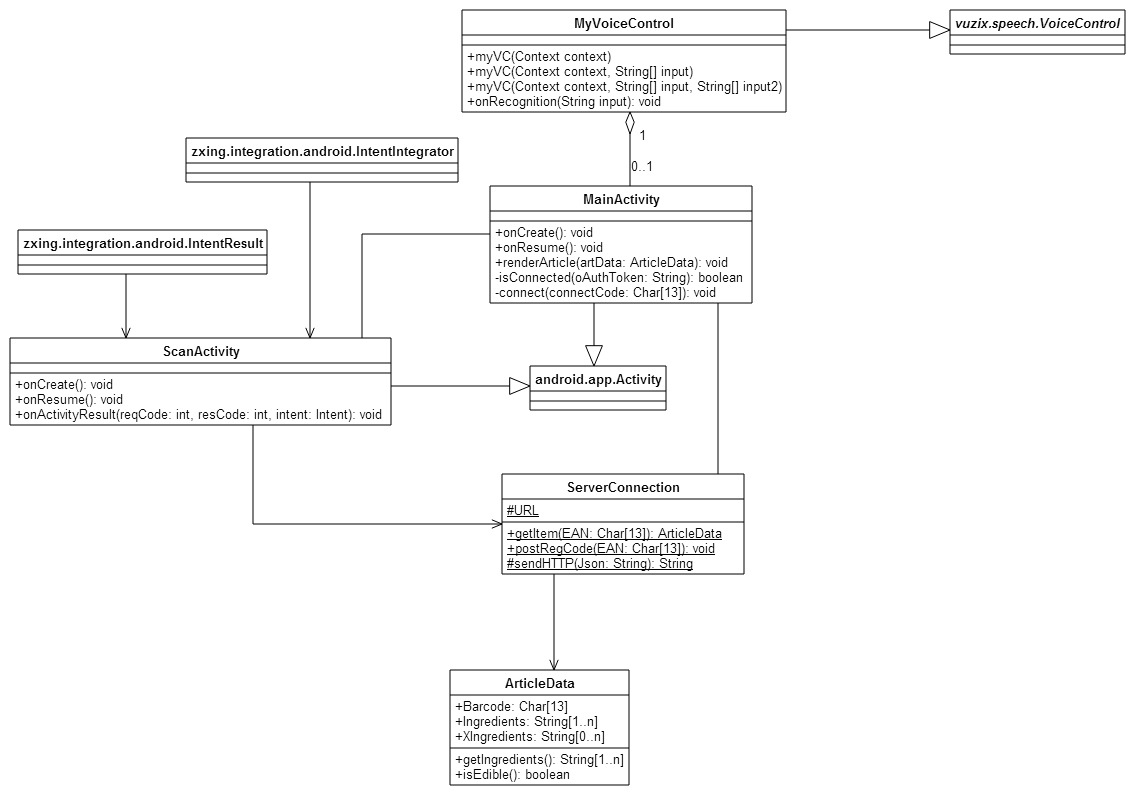 MyVoiceControl
+myVC(Context context)
+myVC(Context context, String[] input)
+myVC(Context context, String[] input, String[] input2)
+onRecognition(String input): void
vuzix.speech.VoiceControl
1
0..1
zxing.integration.android.IntentIntegrator
zxing.integration.android.IntentResult
MainActivity
+onCreate(): void
+onResume(): void
+renderArticle(artData: ArticleData): void
-isConnected(oAuthToken: String): boolean
-connect(connectCode: Char[13]): void
ScanActivity
+onCreate(): void
+onResume(): void
+onActivityResult(reqCode: int, resCode: int, intent: Intent): void
android.app.Activity
ServerConnection
#URL
+getItem(EAN: Char[13]): ArticleData
+postRegCode(EAN: Char[13]): void
#sendHTTP(Json: String): String
ArticleData
+Barcode: Char[13]
+Ingredients: String[1..n]
+XIngredients: String[0..n]
+getIngredients(): String[1..n]
+isEdible(): boolean